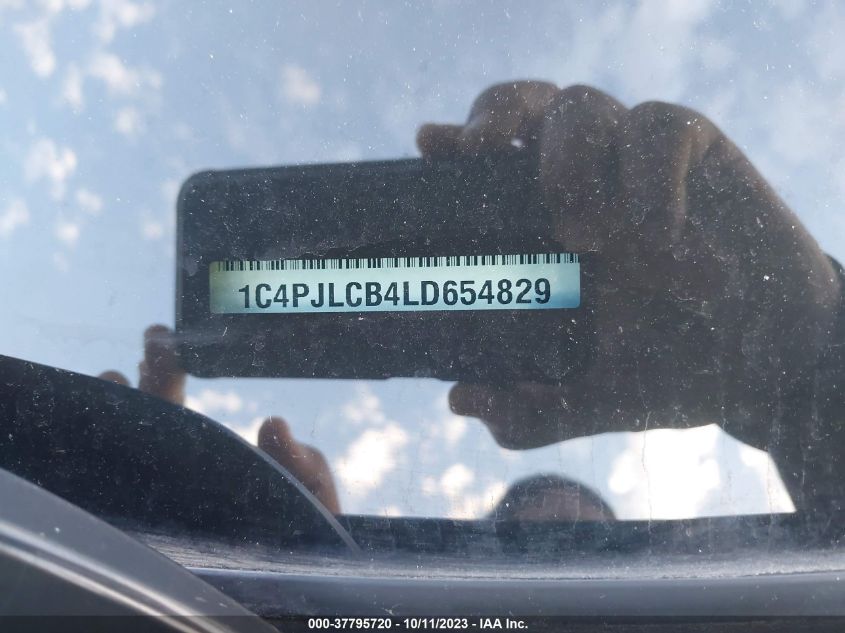 1C4PJLCB4LD654829
000-37795720 - 10/11/2023 - IAA Inc.